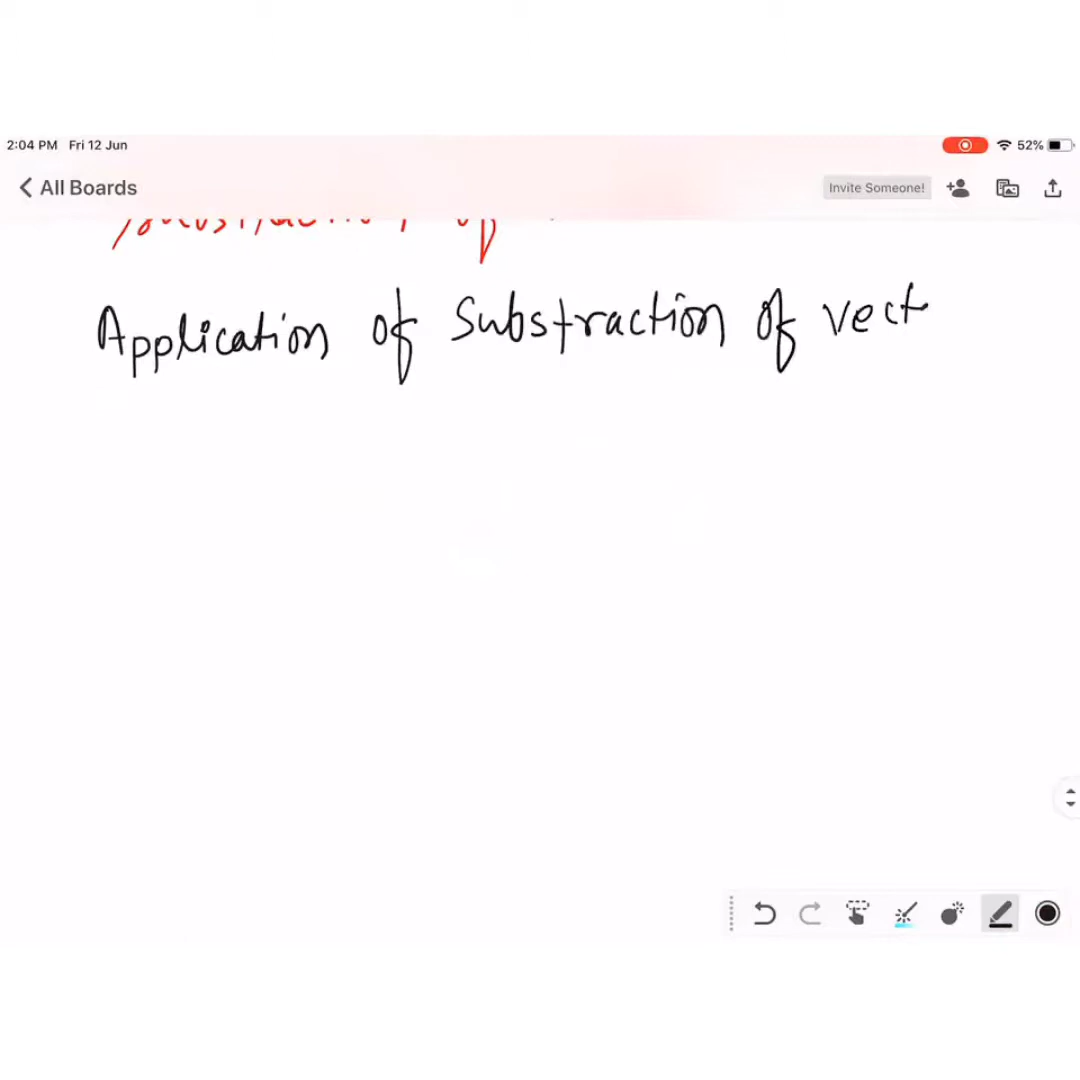 2:04 PM Fri 12 Jun 52%
All Boards Invite Someone!
Application of Substraction of vect